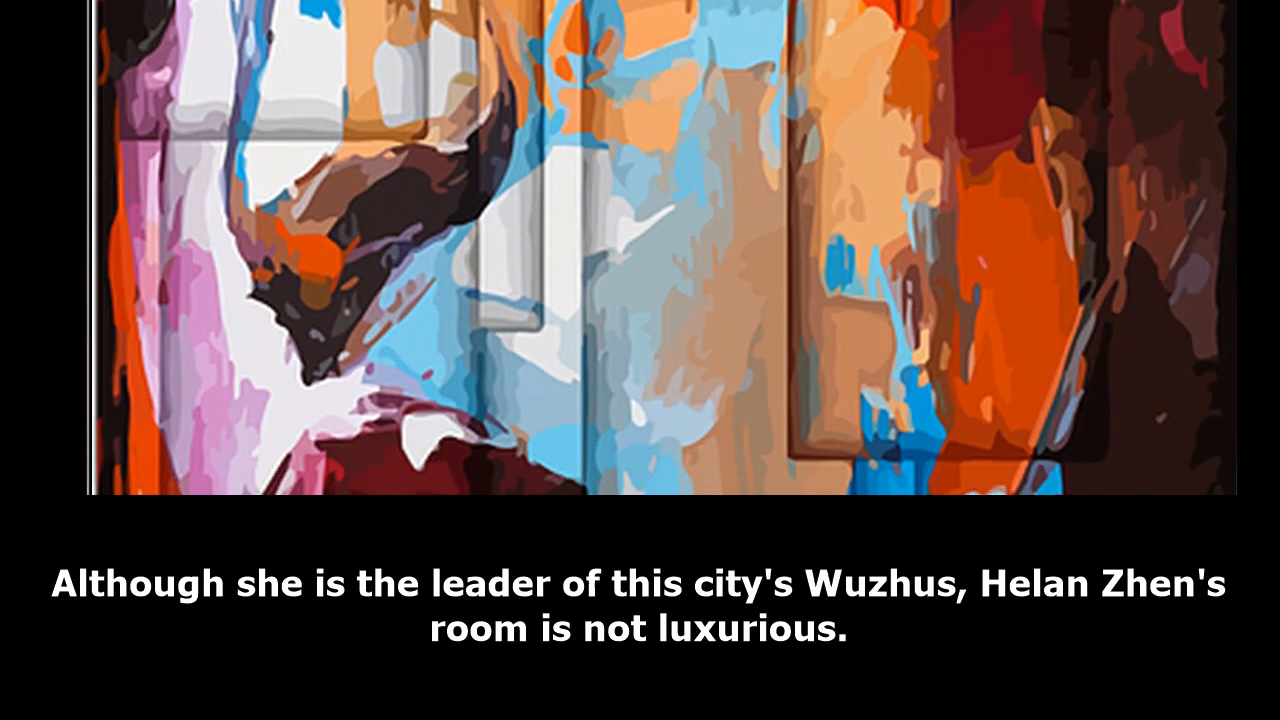 Although she is the leader of this city's Wuzhus, Helan Zhen's
room is not luxurious.